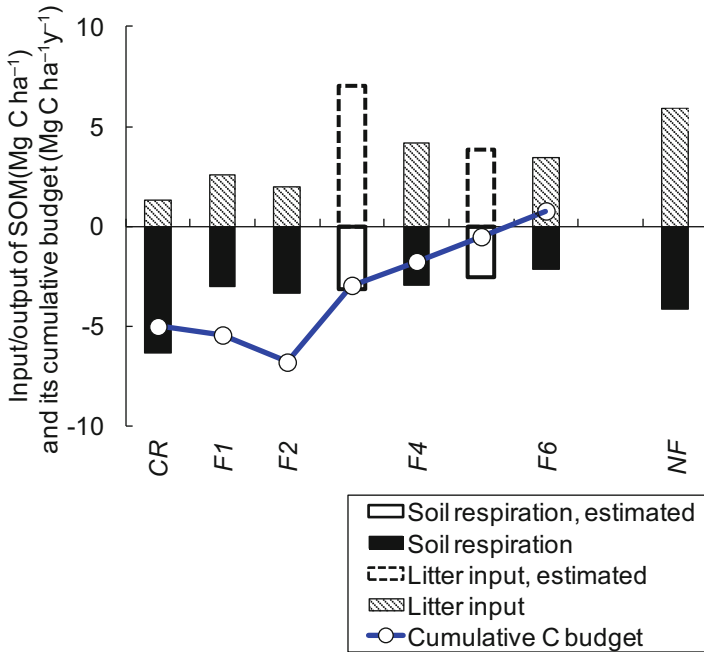 Input/output of SOM(Mg C ha⁻¹)
and its cumulative budget (Mg C ha⁻¹y⁻¹)
10
5
0
-5
-10
CR
F1
F2
F4
F6
NF
Soil respiration, estimated
Soil respiration
Litter input, estimated
Litter input
Cumulative C budget